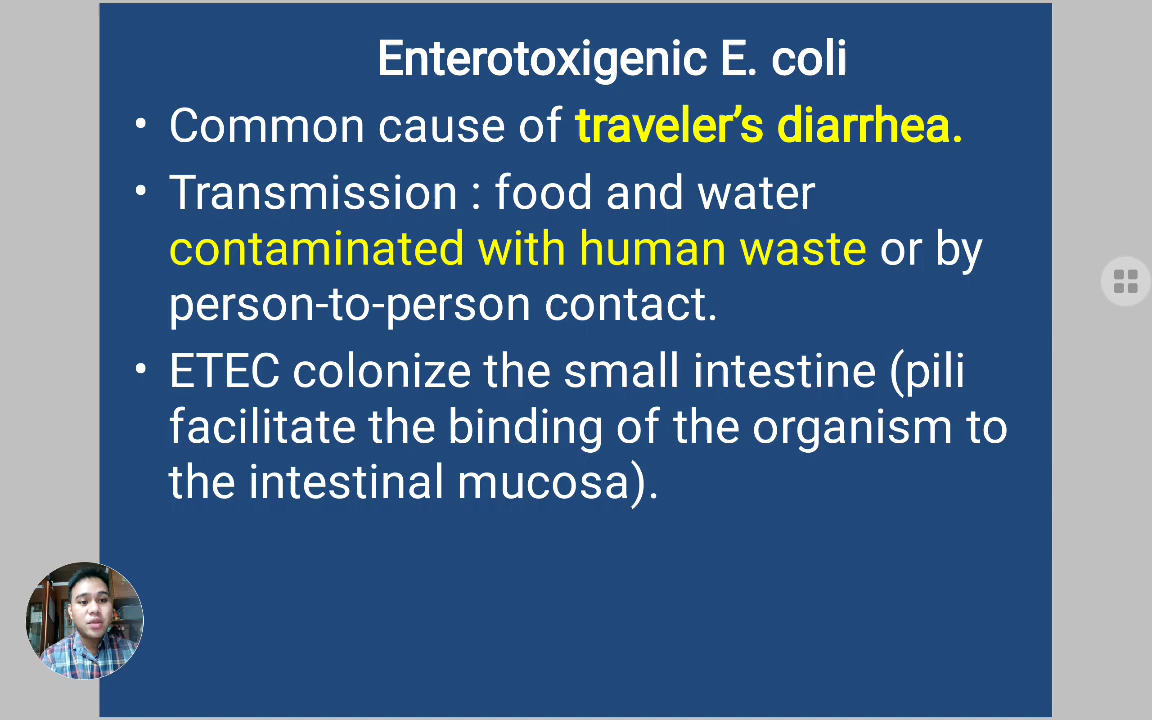 Enterotoxigenic E. coli
• Common cause of traveler’s diarrhea.
• Transmission : food and water
contaminated with human waste or by
person-to-person contact.
• ETEC colonize the small intestine (pili
facilitate the binding of the organism to
the intestinal mucosa).